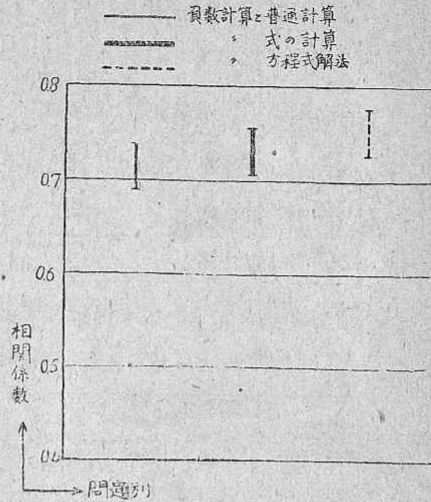 負数計算と普通計算
〃 式の計算
〃 方程式解法
0.8
0.7
0.6
0.5
0.4
相関係数
問題別